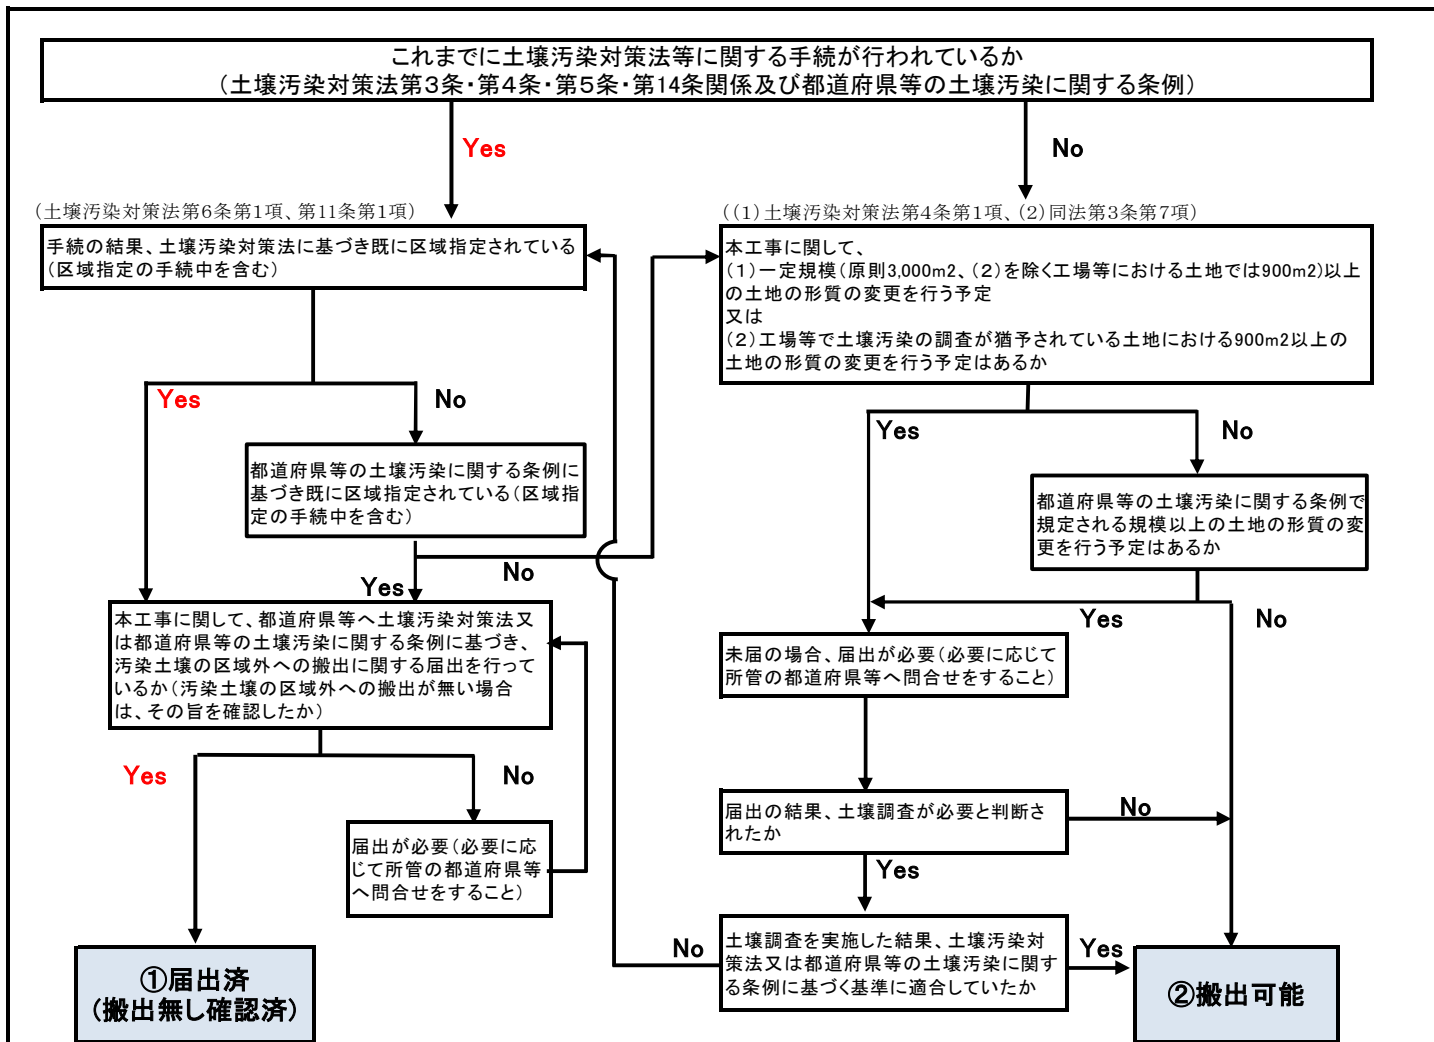 これまでに土壌汚染対策法等に関する手続が行われているか
（土壌汚染対策法第３条・第４条・第５条・第14条関係及び都道府県等の土壌汚染に関する条例）
Yes
No
（土壌汚染対策法第6条第1項、第11条第1項）
手続の結果、土壌汚染対策法に基づき既に区域指定されている
（区域指定の手続中を含む）
（（1）土壌汚染対策法第4条第1項、（2）同法第3条第7項）
本工事に関して、
（１）一定規模（原則3,000m2、（２）を除く工場等における土地では900m2）以上
の土地の形質の変更を行う予定
又は
（２）工場等で土壌汚染の調査が猶予されている土地における900m2以上の
土地の形質の変更を行う予定はあるか
Yes
No
都道府県等の土壌汚染に関する条例に
基づき既に区域指定されている（区域指
定の手続中を含む）
Yes
No
Yes
No
都道府県等の土壌汚染に関する条例で
規定される規模以上の土地の形質の変
更を行う予定はあるか
Yes
No
本工事に関して、都道府県等へ土壌汚染対策法又
は都道府県等の土壌汚染に関する条例に基づき、
汚染土壌の区域外への搬出に関する届出を行って
いるか（汚染土壌の区域外への搬出が無い場合
は、その旨を確認したか）
Yes
No
届出が必要（必要に応
じて所管の都道府県等
へ問合せをすること）
未届の場合、届出が必要（必要に応じて
所管の都道府県等へ問合せをすること）
届出の結果、土壌調査が必要と判断さ
れたか
No
Yes
土壌調査を実施した結果、土壌汚染対
策法又は都道府県等の土壌汚染に関す
る条例に基づく基準に適合していたか
No
Yes
①届出済
（搬出無し確認済）
②搬出可能